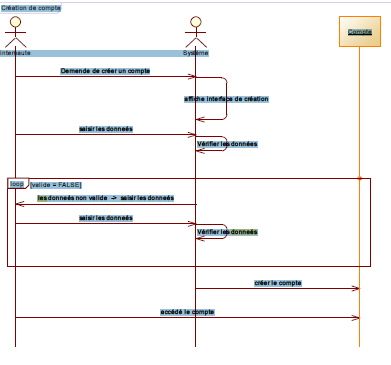 Création de compte
internaute
Système
Compte
Demende de créer un compte
affiche interface de création
saisir les donneés
Vérifier les données
loop
[valide = FALSE]
les donneés non valide -> saisir les donneés
saisir les donneés
Vérifier les donneés
créer le compte
accédé le compte